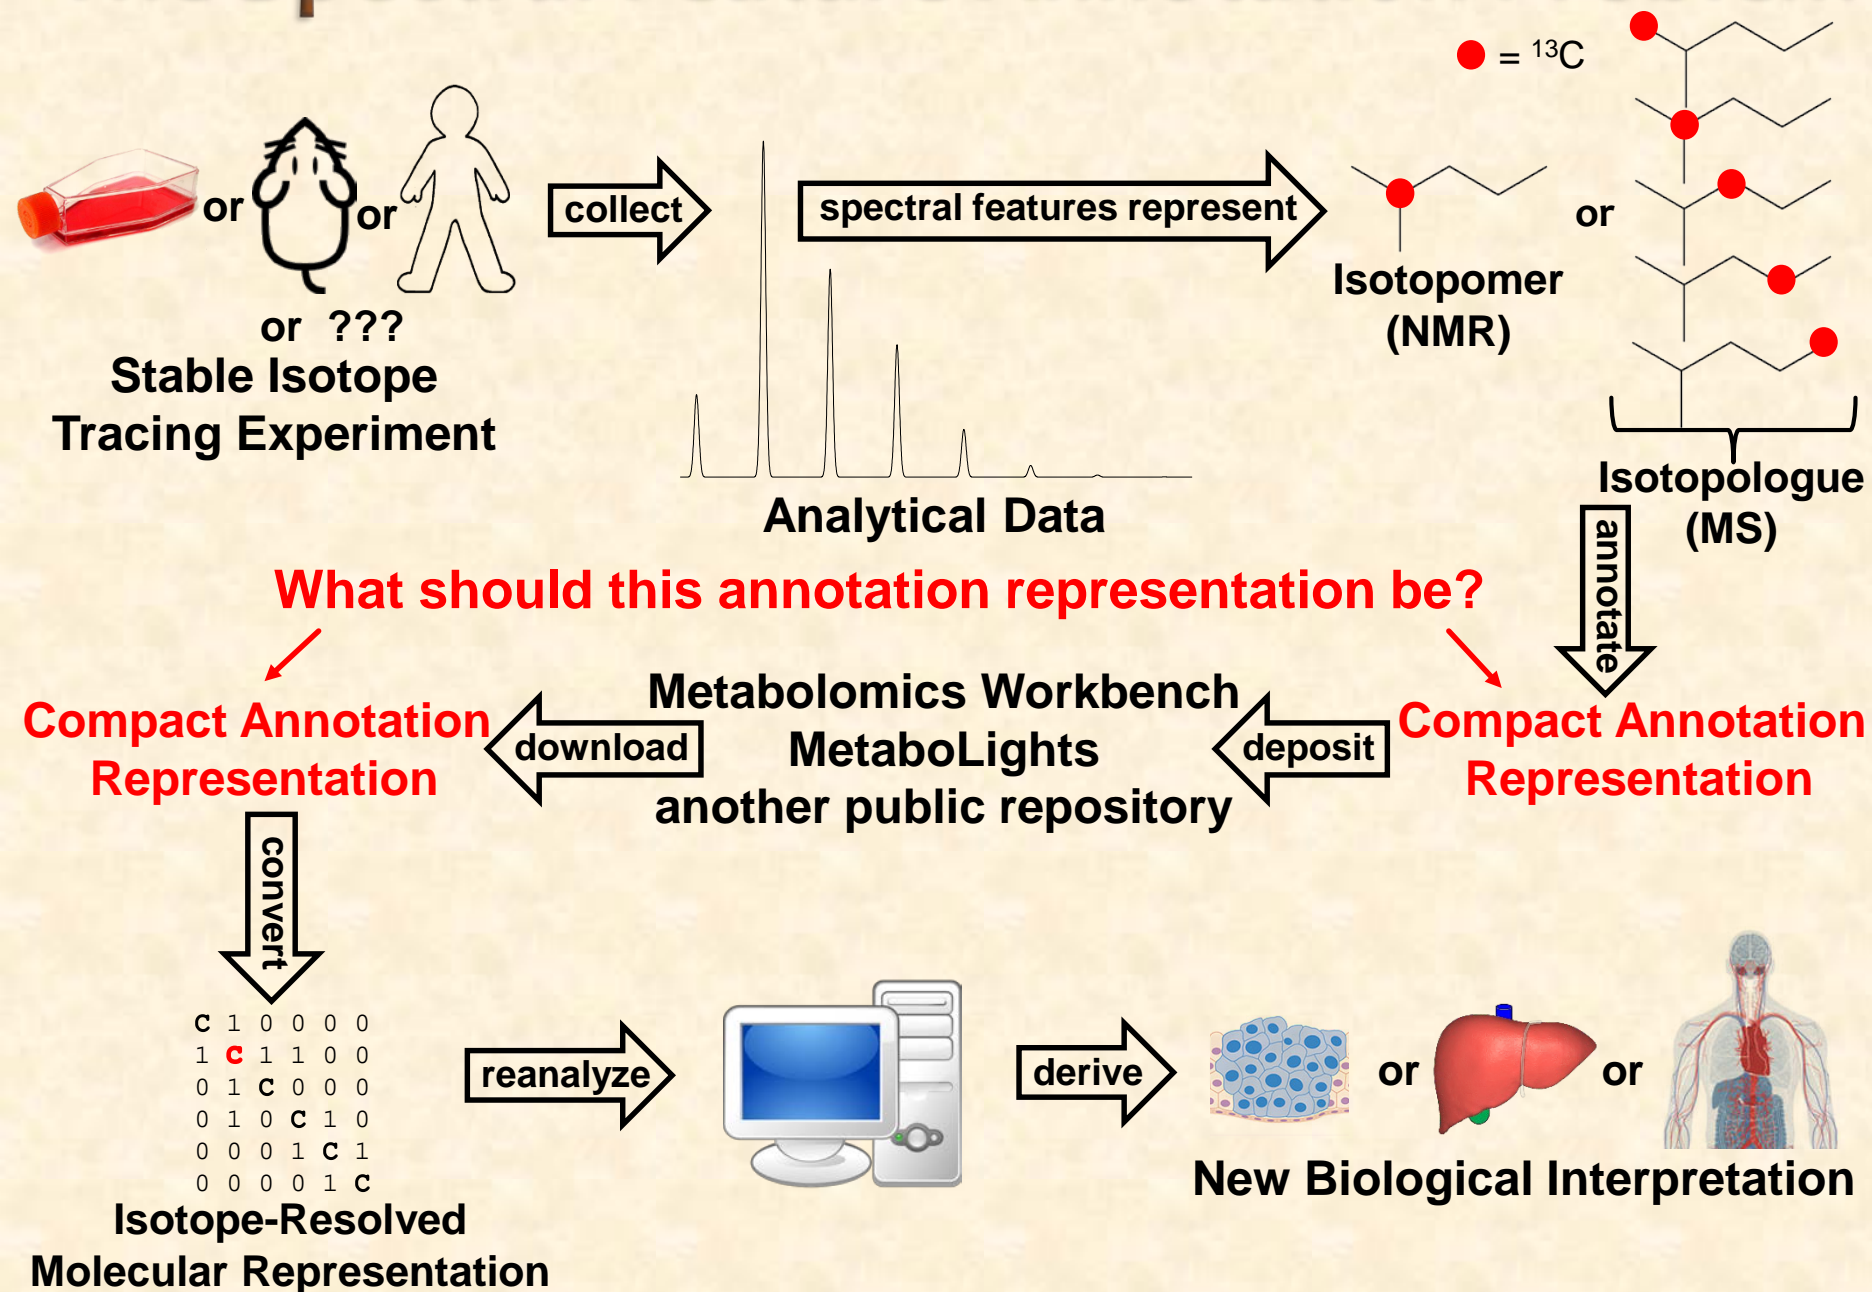 = ¹³C
or
or
or ???
Stable Isotope
Tracing Experiment
collect
Analytical Data
spectral features represent
Isotopomer
(NMR)
or
Isotopologue
(MS)
annotate
What should this annotation representation be?
Compact Annotation
Representation
deposit
Metabolomics Workbench
MetaboLights
another public repository
download
Compact Annotation
Representation
convert
C 1 0 0 0 0
1 C 1 1 0 0
0 1 C 0 0 0
0 1 0 C 1 0
0 0 0 1 C 1
0 0 0 0 1 C
Isotope-Resolved
Molecular Representation
reanalyze
derive
or
or
New Biological Interpretation